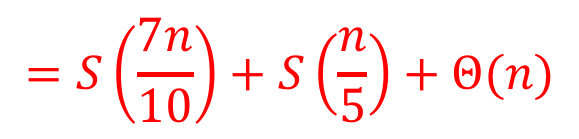 = S(7n/10) + S(n/5) + Θ(n)